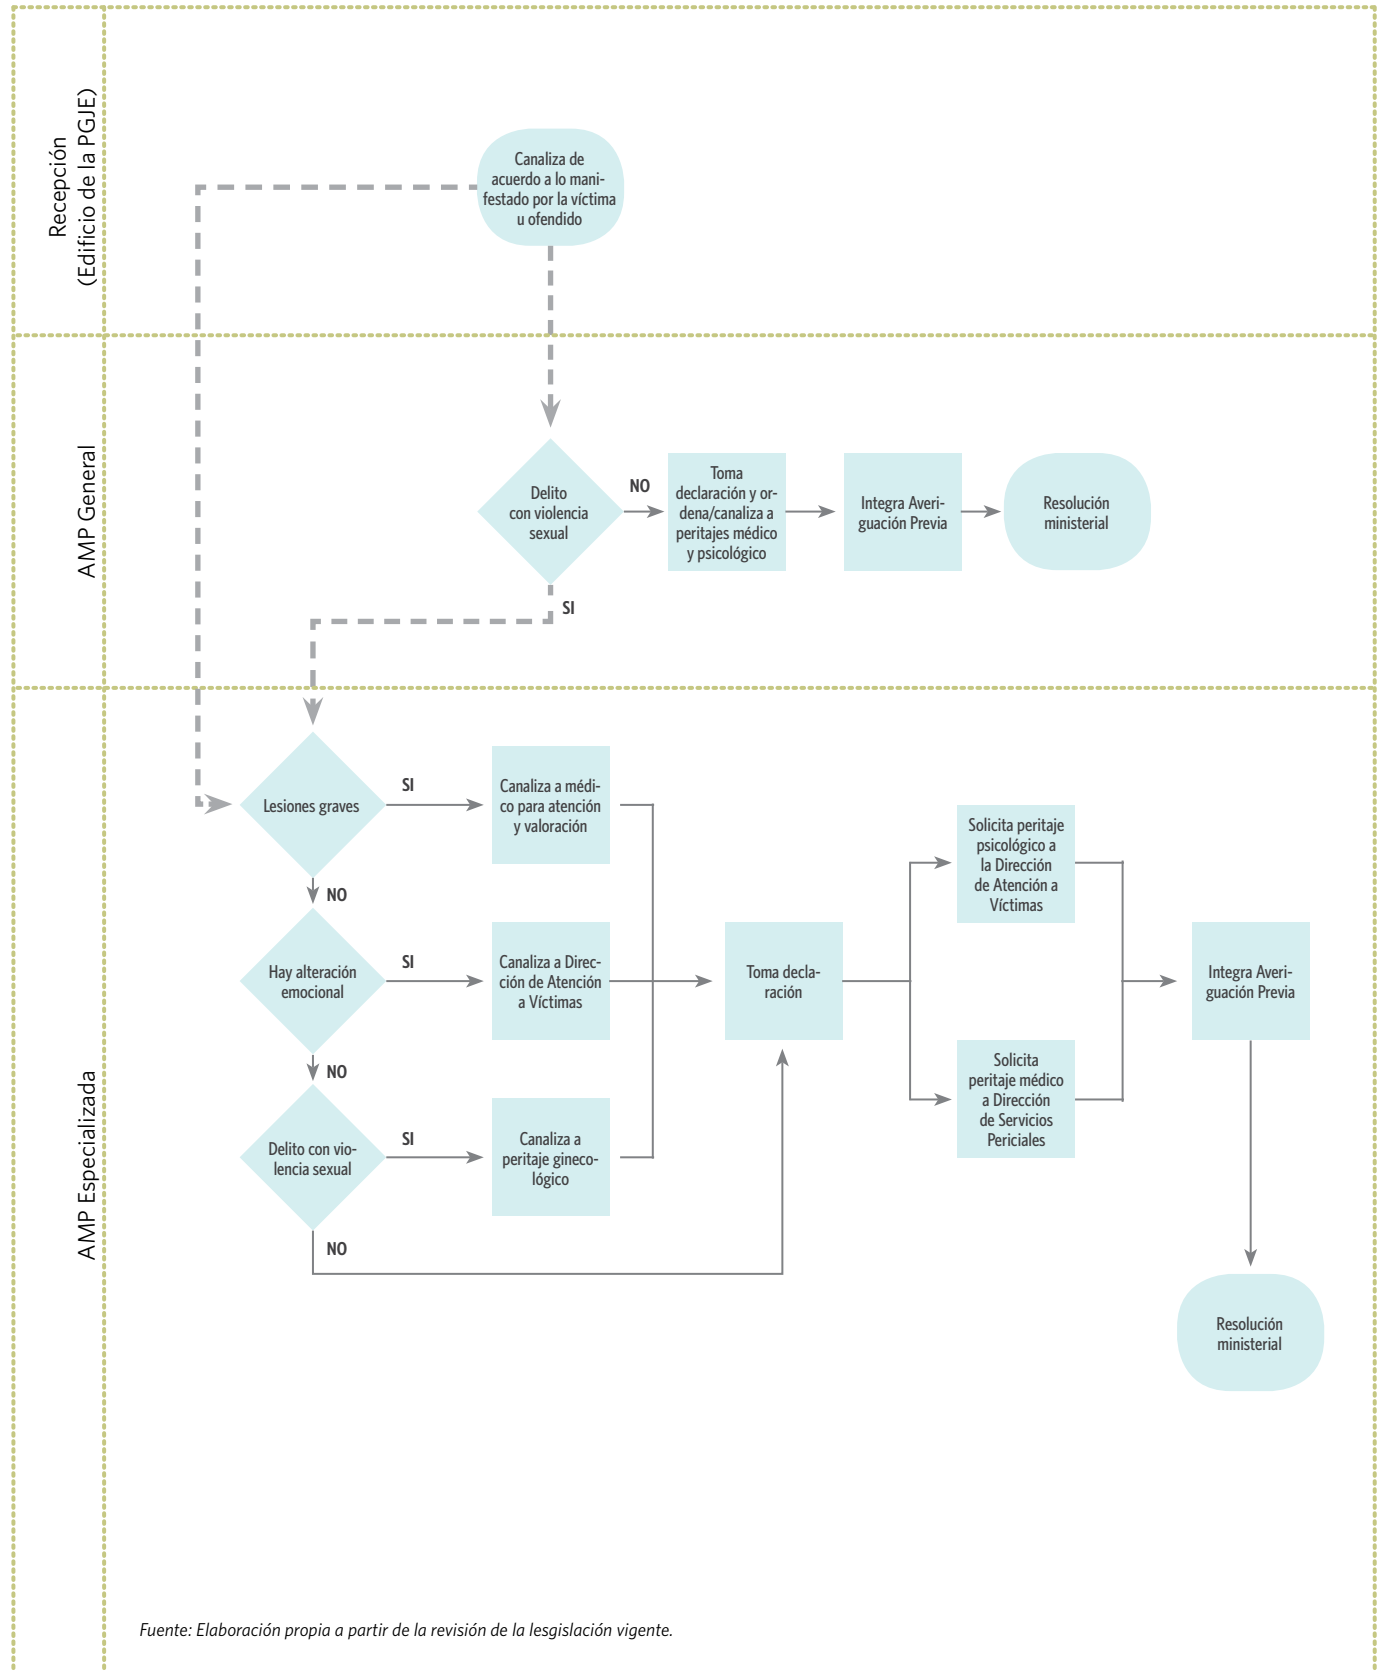 Recepción
(Edificio de la PGJE)
Canaliza de
acuerdo a lo mani-
festado por la víctima
u ofendido
AMP General
Delito
con violencia
sexual
NO
SI
Toma
declaración y or-
dena/canaliza a
peritajes médico
y psicológico
Integra Averi-
guación Previa
Resolución
ministerial
AMP Especializada
Lesiones graves
SI
NO
Canaliza a médi-
co para atención
y valoración
Hay alteración
emocional
SI
NO
Canaliza a Direc-
ción de Atención
a Víctimas
Delito con vio-
lencia sexual
SI
NO
Canaliza a
peritaje gineco-
lógico
Toma decla-
ración
Solicita peritaje
psicológico a
la Dirección
de Atención a
Víctimas
Solicita
peritaje médico
a Dirección
de Servicios
Periciales
Integra Averi-
guación Previa
Resolución
ministerial
Fuente: Elaboración propia a partir de la revisión de la lesgislación vigente.